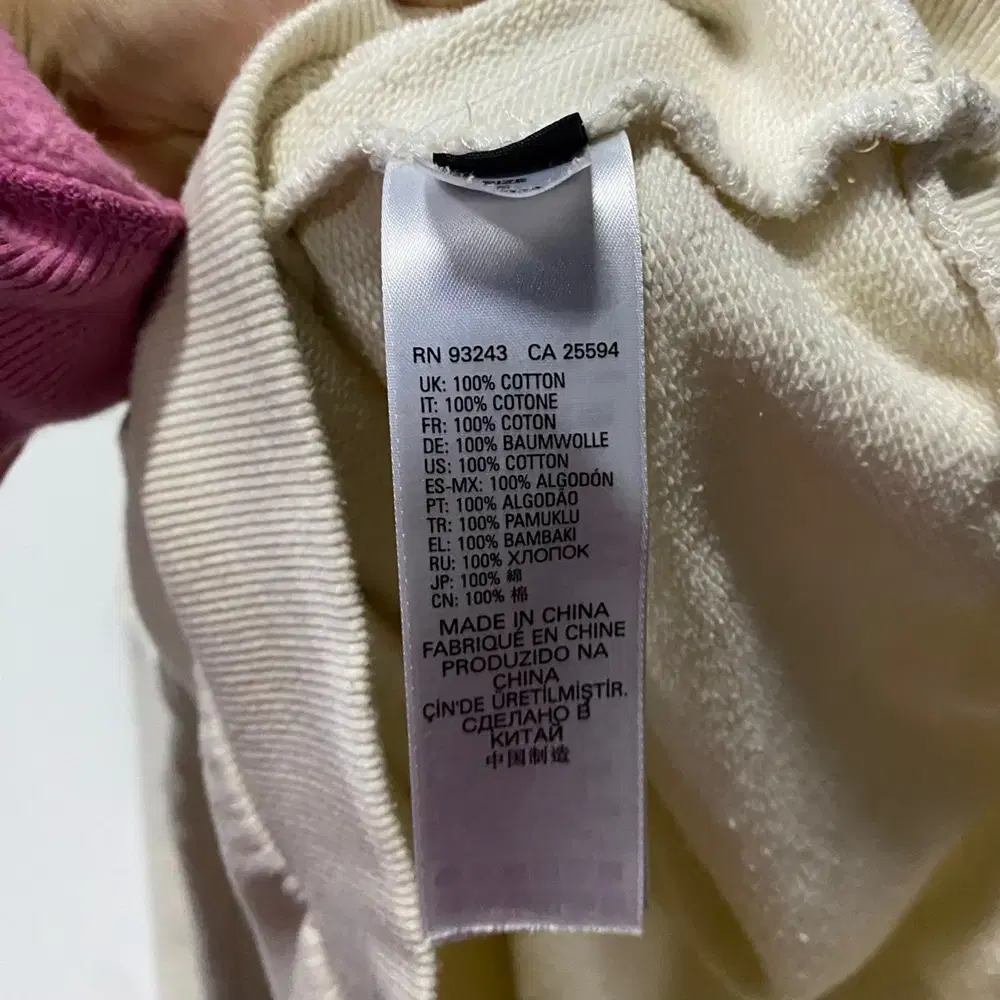 RN 93243 CA 25594
UK: 100% COTTON
IT: 100% COTONE
FR: 100% COTON
DE: 100% BAUMWOLLE
US: 100% COTTON
ES-MX: 100% ALGODÓN
PT: 100% ALGODÃO
TR: 100% PAMUKLU
EL: 100% BAMBAKI
RU: 100% ХЛОПОК
JP: 100% 綿
CN: 100% 棉
MADE IN CHINA
FABRIQUÉ EN CHINE
PRODUZIDO NA
CHINA
ÇİN'DE ÜRETİLMİŞTİR.
СДЕЛАНО В
КИТАЙ
中国制造